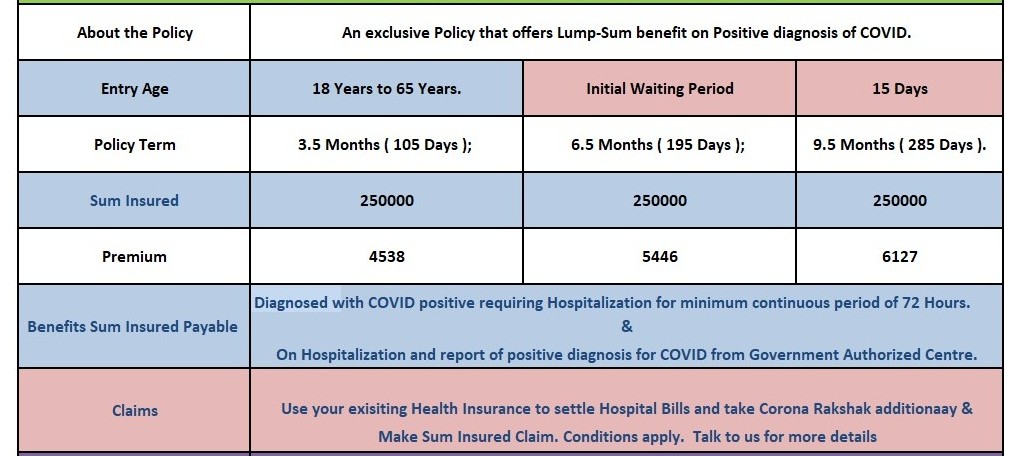 About the Policy An exclusive Policy that offers Lump-Sum benefit on Positive diagnosis of COVID.
Entry Age 18 Years to 65 Years. Initial Waiting Period 15 Days
Policy Term 3.5 Months ( 105 Days ); 6.5 Months ( 195 Days ); 9.5 Months ( 285 Days ).
Sum Insured 250000 250000 250000
Premium 4538 5446 6127
Benefits Sum Insured Payable
Diagnosed with COVID positive requiring Hospitalization for minimum continuous period of 72 Hours.
&
On Hospitalization and report of positive diagnosis for COVID from Government Authorized Centre.
Claims
Use your exisiting Health Insurance to settle Hospital Bills and take Corona Rakshak additionaay &
Make Sum Insured Claim. Conditions apply. Talk to us for more details